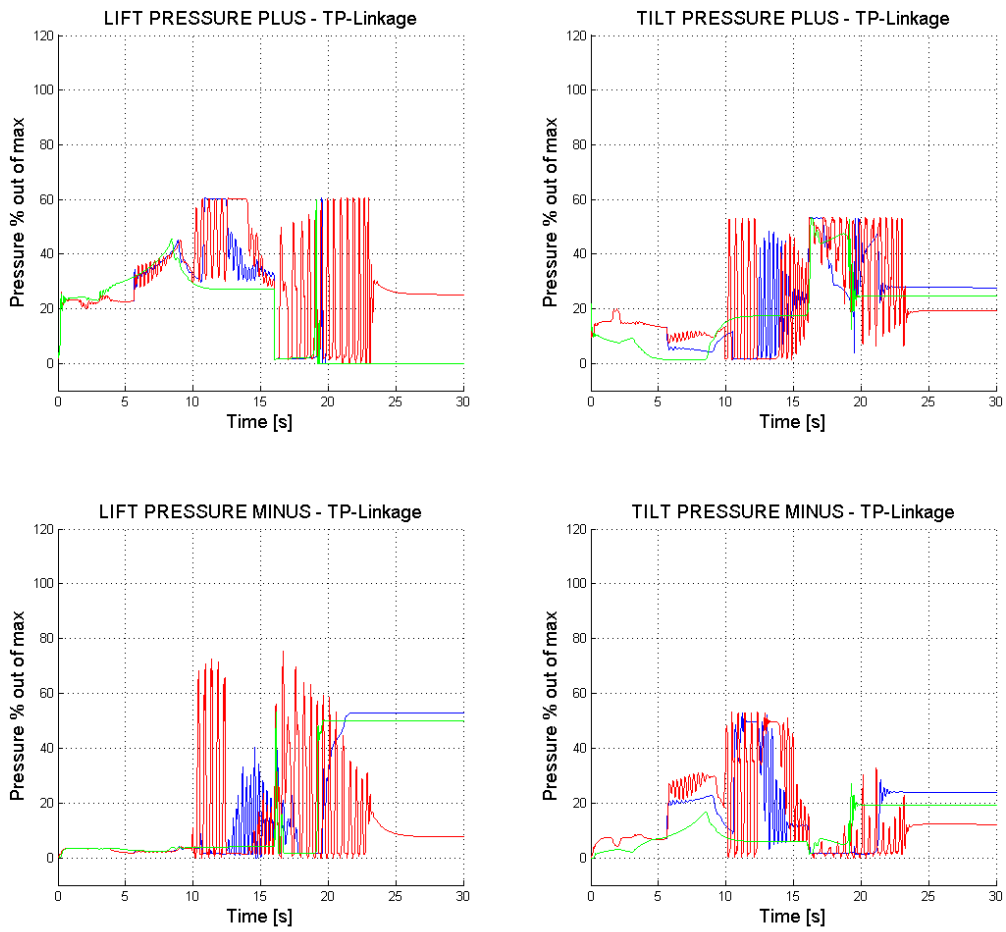 LIFT PRESSURE PLUS - TP-Linkage
120
100
80
60
40
20
0
Pressure % out of max
0 5 10 15 20 25 30
Time [s]
TILT PRESSURE PLUS - TP-Linkage
120
100
80
60
40
20
0
Pressure % out of max
0 5 10 15 20 25 30
Time [s]
LIFT PRESSURE MINUS - TP-Linkage
120
100
80
60
40
20
0
Pressure % out of max
0 5 10 15 20 25 30
Time [s]
TILT PRESSURE MINUS - TP-Linkage
120
100
80
60
40
20
0
Pressure % out of max
0 5 10 15 20 25 30
Time [s]